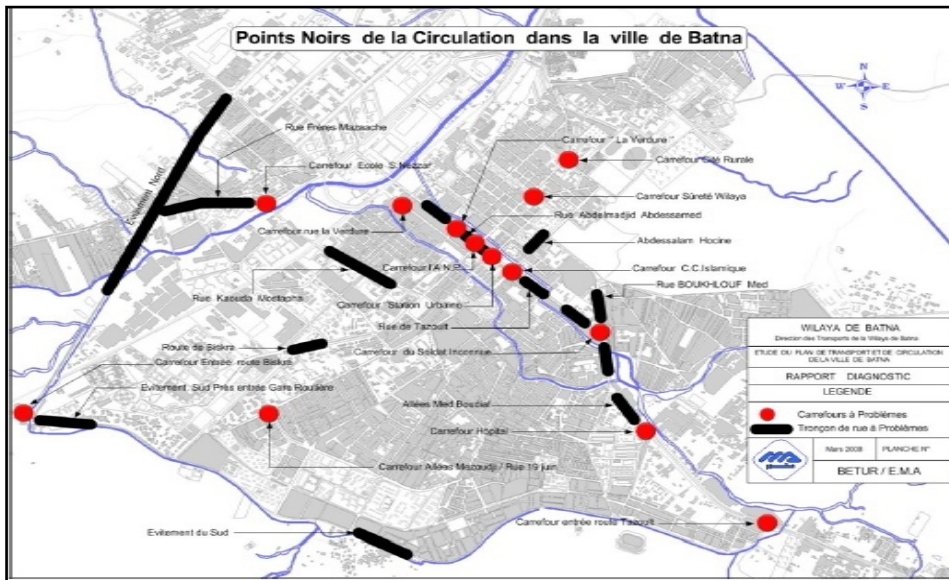 Points Noirs de la Circulation dans la ville de Batna
N
W
E
S
Rue Frères Mazaache
Carrefour Ecole S.Nezzar
Evitement Nord
Carrefour " La Verdure "
Carrefour Cité Rurale
Carrefour Sûreté Wilaya
Carrefour rue la Verdure
Rue Abdelmadjid Abdessamed
Abdessalam Hocine
Carrefour l'A.N.P
Carrefour C.C.Islamique
Rue Kaouda Mostapha
Carrefour Station Urbaine
Rue BOUKHLOUF Med
Rue de Tazoult
Route de Biskra
Carrefour du Soldat Inconnue
Carrefour Entrée route Biskra
Evitement Sud Près entrée Gare Routière
Allées Med Boudiaf
Carrefour Hôpital
Carrefour Allées Mezoudji / Rue 19 juin
Evitement du Sud
Carrefour entrée route Tazoult
WILAYA DE BATNA
Direction des Transports de la Wilaya de Batna
ETUDE DU PLAN DE TRANSPORT ET DE CIRCULATION
DE LA VILLE DE BATNA
RAPPORT DIAGNOSTIC
LEGENDE
Carrefours à Problèmes
Tronçon de rue à Problèmes
Mars 2008
PLANCHE N°
BETUR / E.M.A